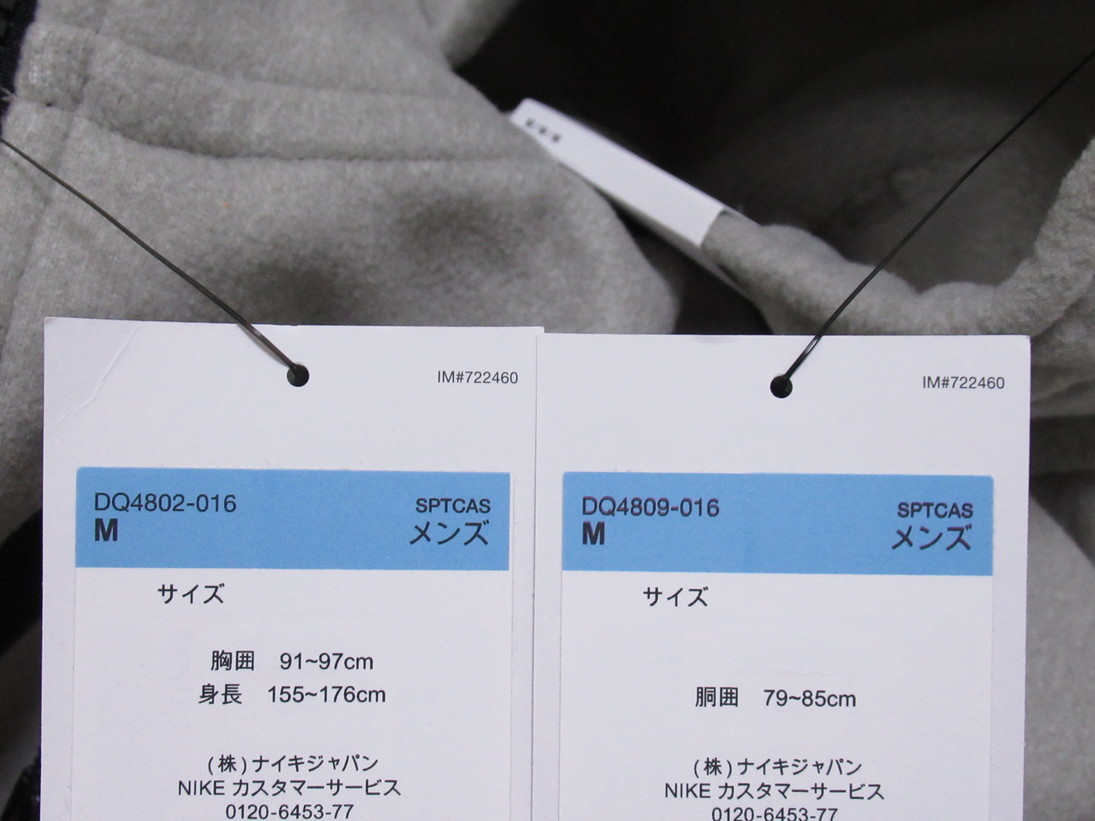 IM#722460
DQ4802-016
SPTCAS
M
メンズ
サイズ
胸囲 91~97cm
身長 155~176cm
(株)ナイキジャパン
NIKE カスタマーサービス
0120-6453-77
IM#722460
DQ4809-016
SPTCAS
M
メンズ
サイズ
胴囲 79~85cm
(株)ナイキジャパン
NIKE カスタマーサービス
0120-6453-77